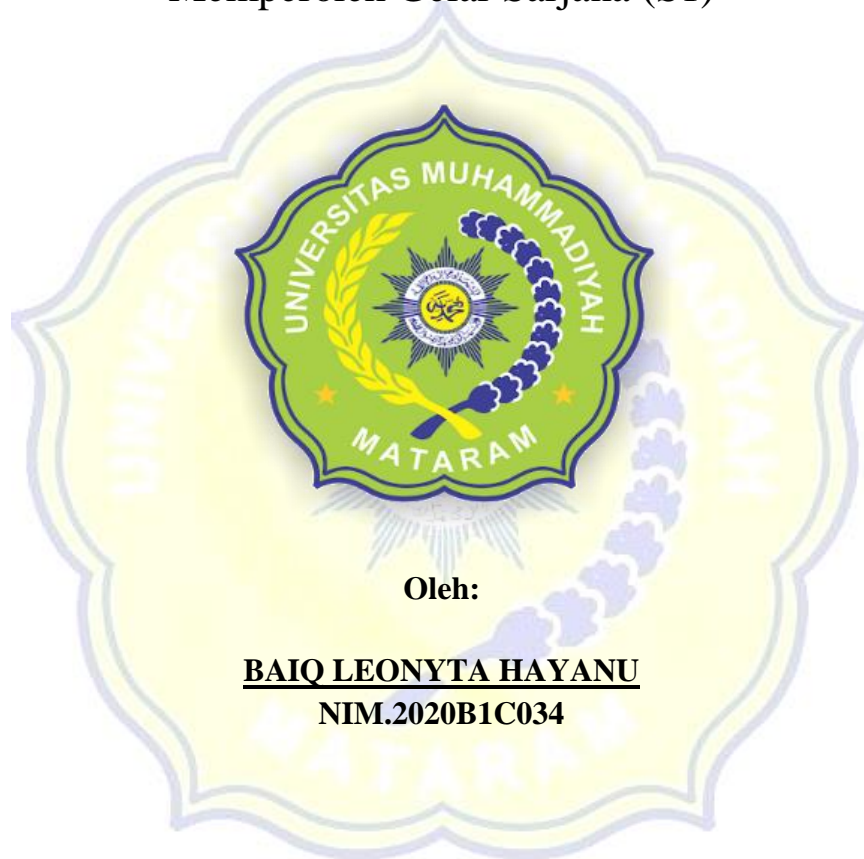 Memperoleh Gelar Sarjana (S1)
UNIVERSITAS MUHAMMADIYAH
MATARAM
Oleh:
BAIQ LEONYTA HAYANU
NIM.2020B1C034